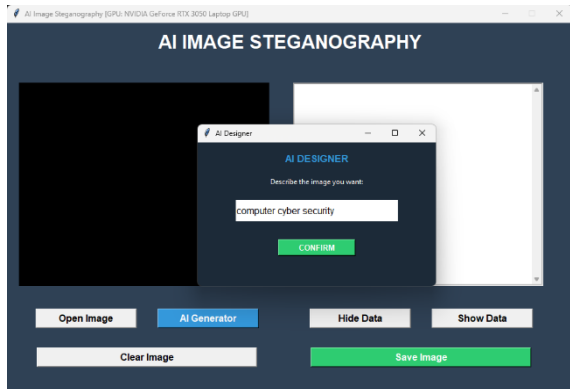 AI Image Steganography [GPU: NVIDIA GeForce RTX 3050 Laptop GPU]
AI IMAGE STEGANOGRAPHY
AI Designer
AI DESIGNER
Describe the image you want:
computer cyber security
CONFIRM
Open Image
AI Generator
Hide Data
Show Data
Clear Image
Save Image